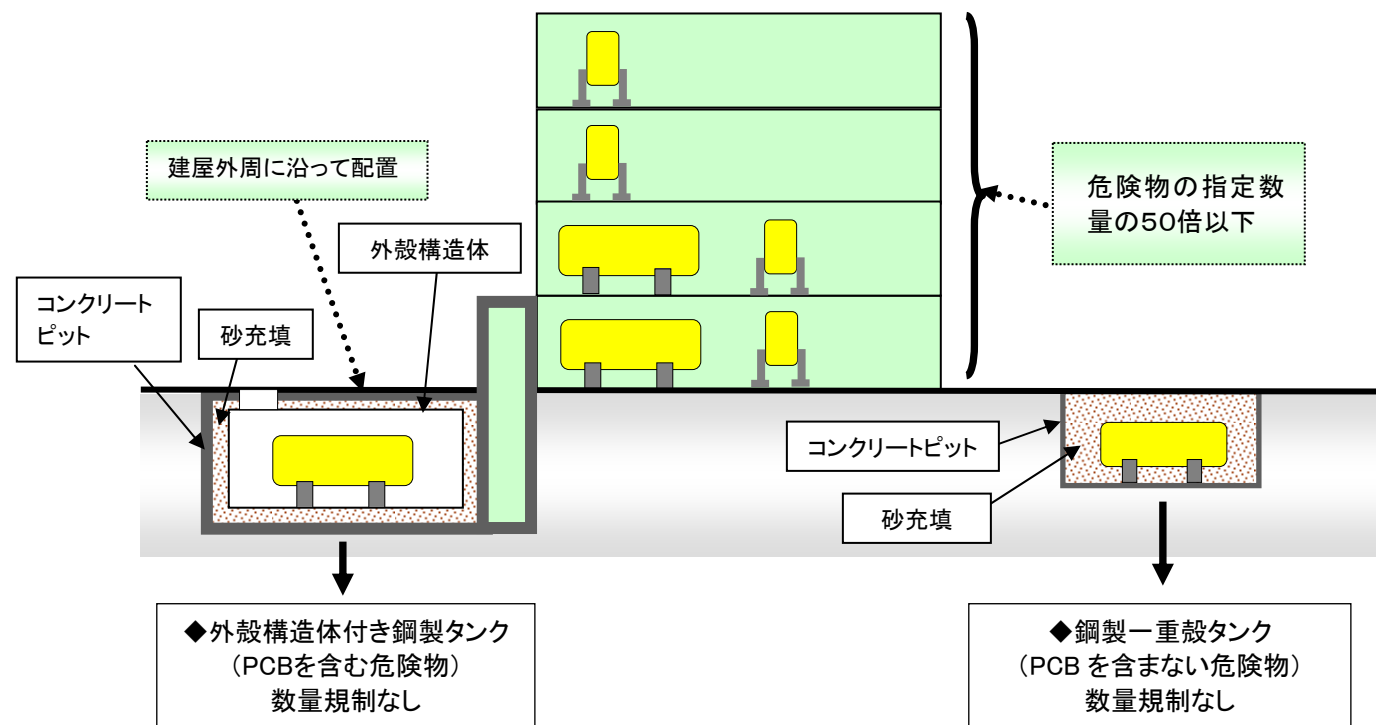 建屋外周に沿って配置
外殻構造体
コンクリート
ピット
砂充填
危険物の指定数
量の50倍以下
コンクリートピット
砂充填
◆外殻構造体付き鋼製タンク
(PCBを含む危険物)
数量規制なし
◆鋼製一重殻タンク
(PCB を含まない危険物)
数量規制なし